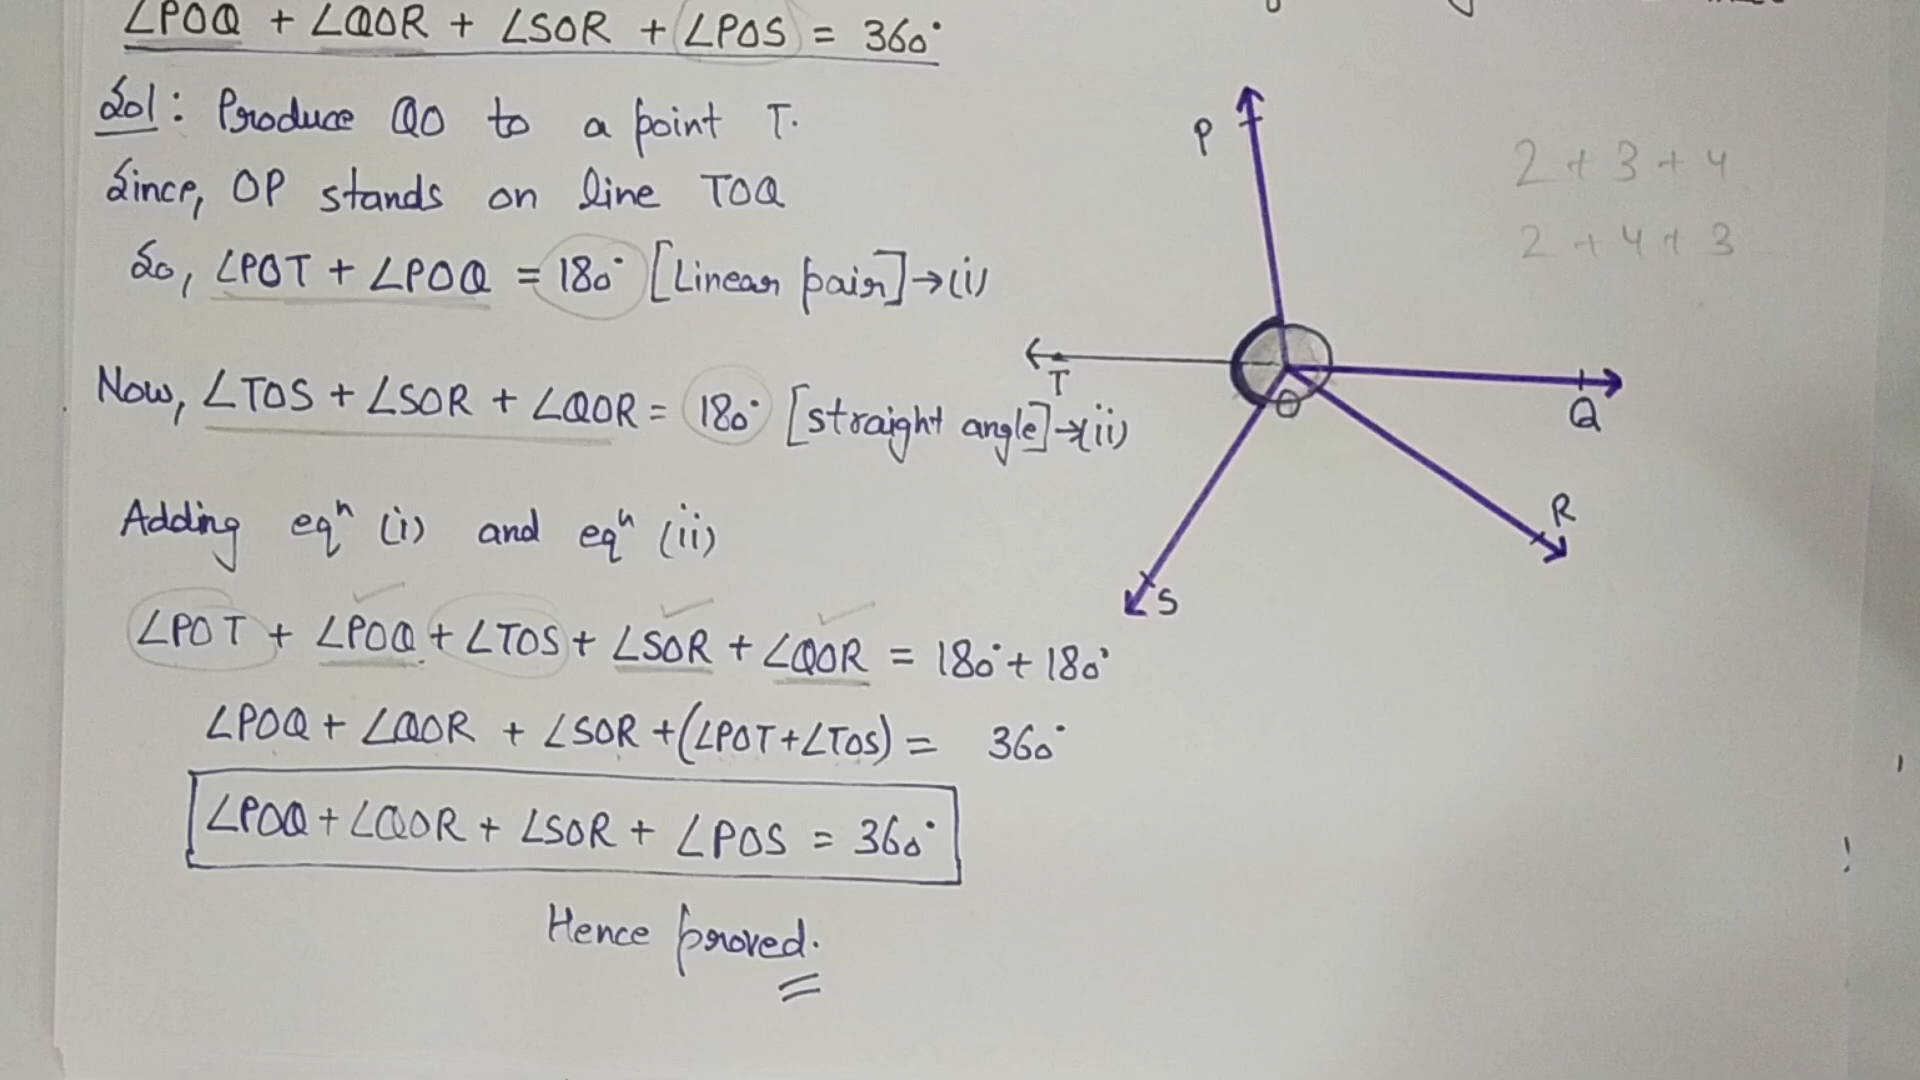 ∠POQ + ∠QOR + ∠SOR + ∠POS = 360°
Sol: Produce QO to a point T.
Since, OP stands on line TOQ
So, ∠POT + ∠POQ = 180° [Linear pair]→(i)
Now, ∠TOS + ∠SOR + ∠QOR = 180° [straight angle]→(ii)
Adding eqⁿ (i) and eqⁿ (ii)
∠POT + ∠POQ + ∠TOS + ∠SOR + ∠QOR = 180° + 180°
∠POQ + ∠QOR + ∠SOR + (∠POT + ∠TOS) = 360°
∠POQ + ∠QOR + ∠SOR + ∠POS = 360°
Hence proved.
P
T
O
Q
R
S
2 + 3 + 4
2 + 4 + 3